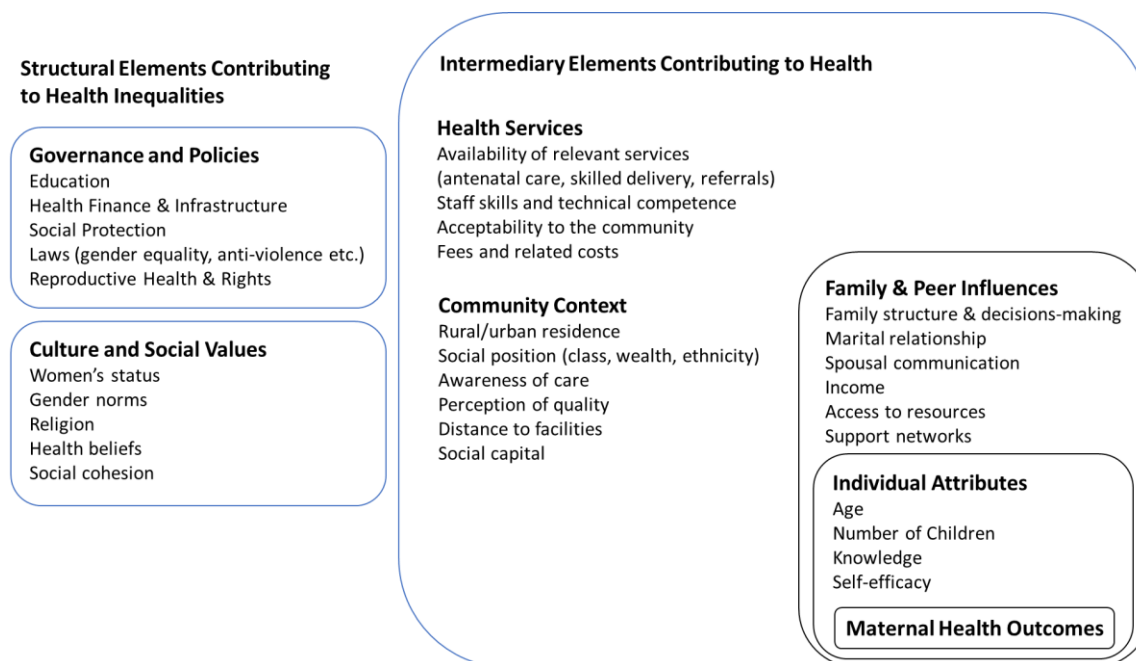 Structural Elements Contributing
to Health Inequalities
Governance and Policies
Education
Health Finance & Infrastructure
Social Protection
Laws (gender equality, anti-violence etc.)
Reproductive Health & Rights
Culture and Social Values
Women's status
Gender norms
Religion
Health beliefs
Social cohesion
Intermediary Elements Contributing to Health
Health Services
Availability of relevant services
(antenatal care, skilled delivery, referrals)
Staff skills and technical competence
Acceptability to the community
Fees and related costs
Community Context
Rural/urban residence
Social position (class, wealth, ethnicity)
Awareness of care
Perception of quality
Distance to facilities
Social capital
Family & Peer Influences
Family structure & decisions-making
Marital relationship
Spousal communication
Income
Access to resources
Support networks
Individual Attributes
Age
Number of Children
Knowledge
Self-efficacy
Maternal Health Outcomes